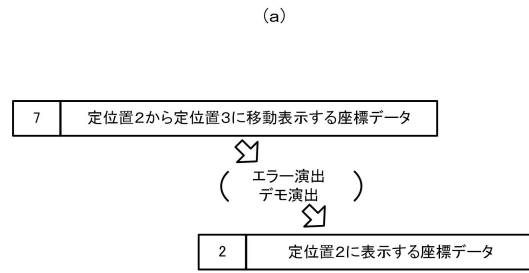 (a)
7 定位置2から定位置3に移動表示する座標データ
エラー演出
デモ演出
2 定位置2に表示する座標データ